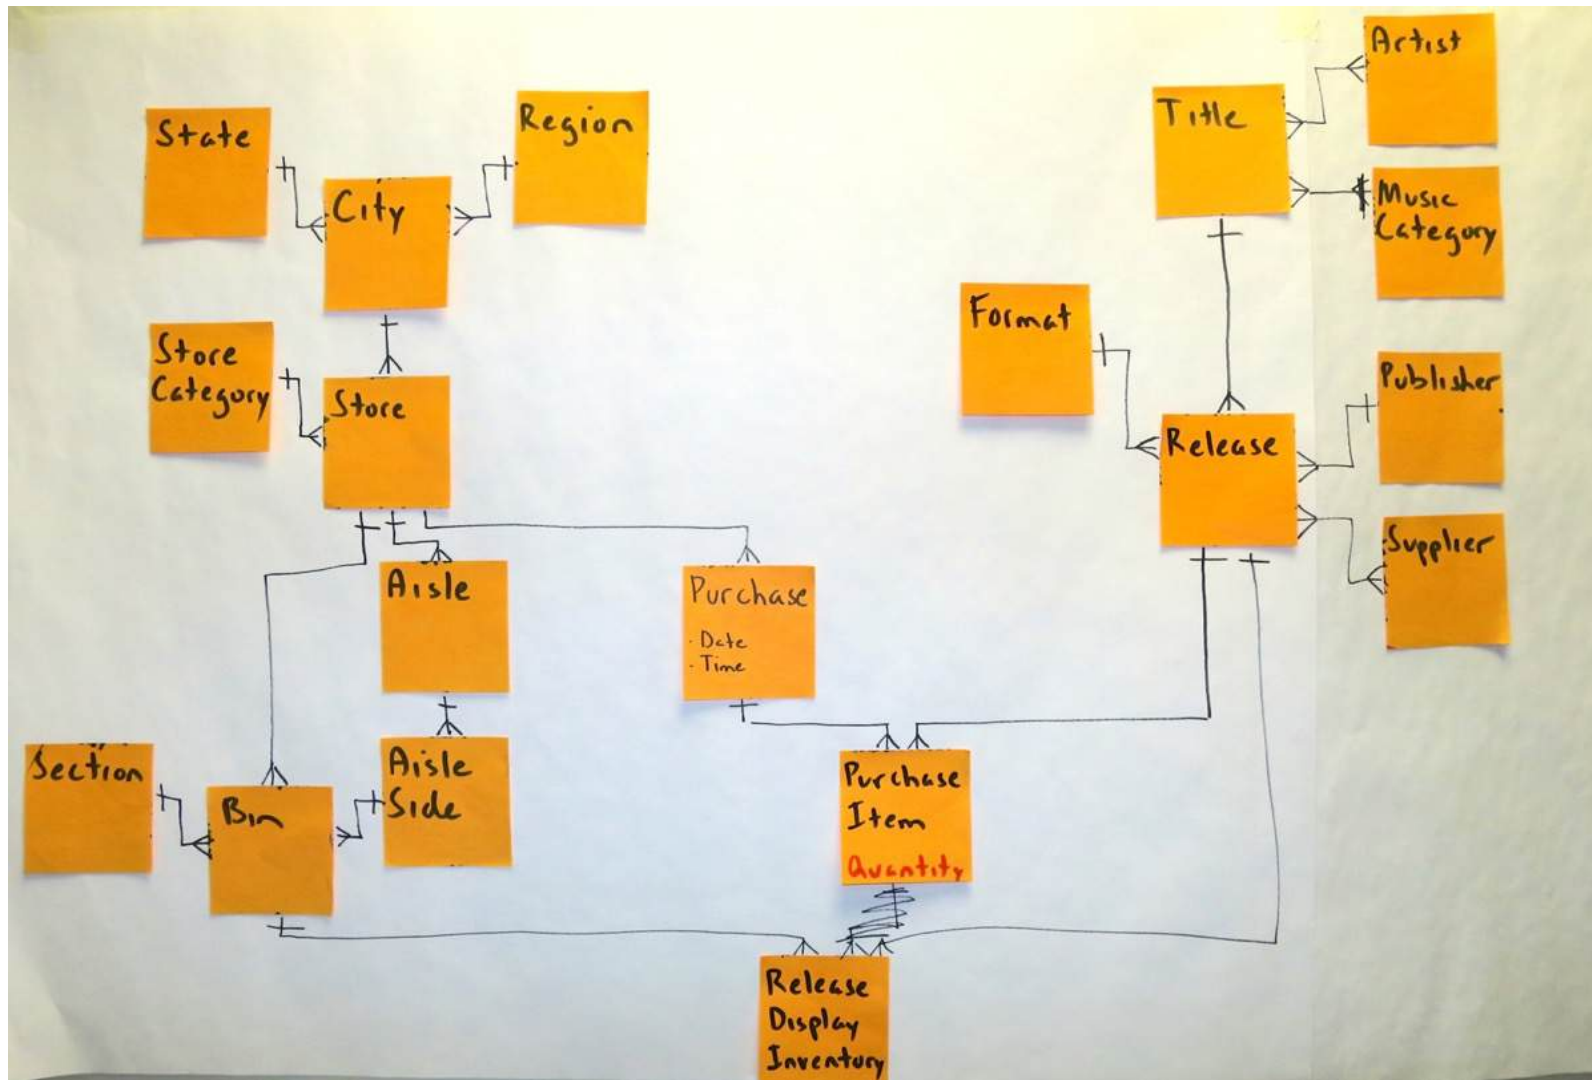 Artist
Title
State
Region
Music
Category
City
Format
Store
Category
Store
Publisher
Release
Supplier
Aisle
Purchase
· Date
· Time
Section
Aisle
Side
Bin
Purchase
Item
Quantity
Release
Display
Inventory